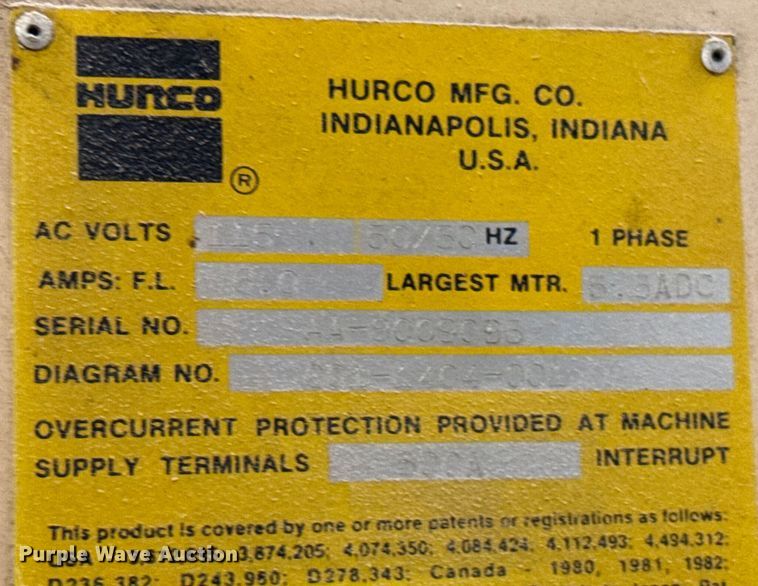 HURCO
®
HURCO MFG. CO.
INDIANAPOLIS, INDIANA
U.S.A.
AC VOLTS 115 HZ 1 PHASE
AMPS: F.L. LARGEST MTR. ADC
SERIAL NO.
DIAGRAM NO.
OVERCURRENT PROTECTION PROVIDED AT MACHINE
SUPPLY TERMINALS INTERRUPT
This product is covered by one or more patents or registrations as follows:
3,874,205; 4,074,350; 4,084,424; 4,112,493; 4,494,312;
D236,382; D243,950; D278,343; Canada - 1980, 1981, 1982;
Purple Wave Auction